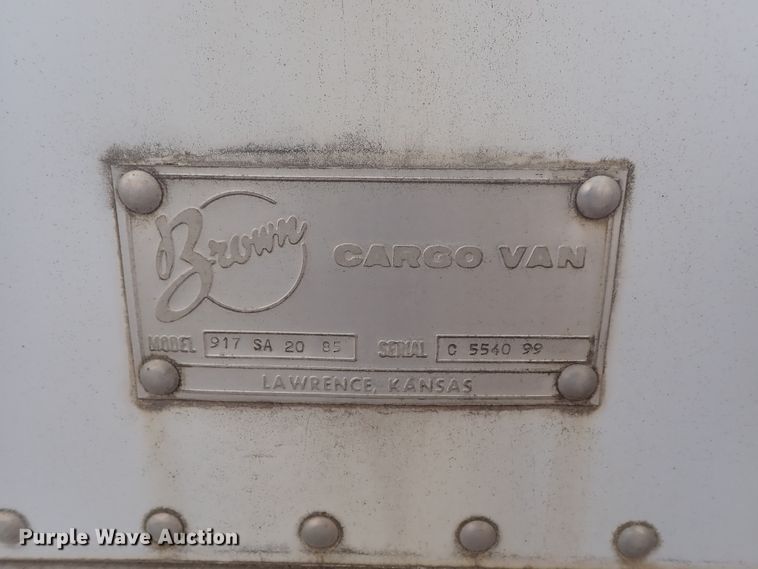 Brown CARGO VAN
MODEL 917 SA 20 85 SERIAL C 5540 99
LAWRENCE, KANSAS
Purple Wave Auction